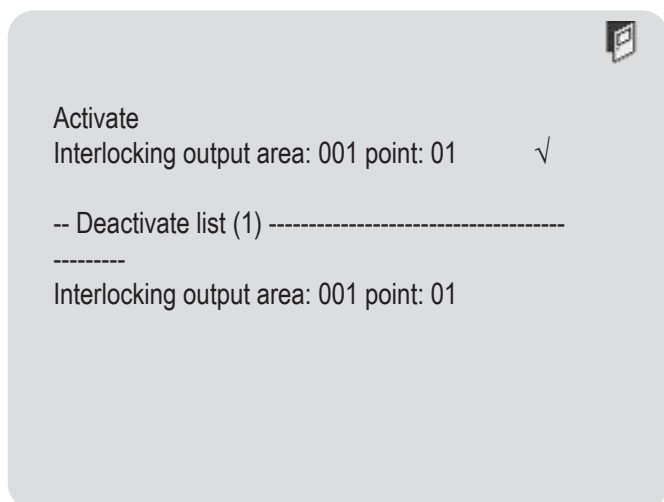 Activate
Interlocking output area: 001 point: 01 √
-- Deactivate list (1) -------------------------------------
---------
Interlocking output area: 001 point: 01